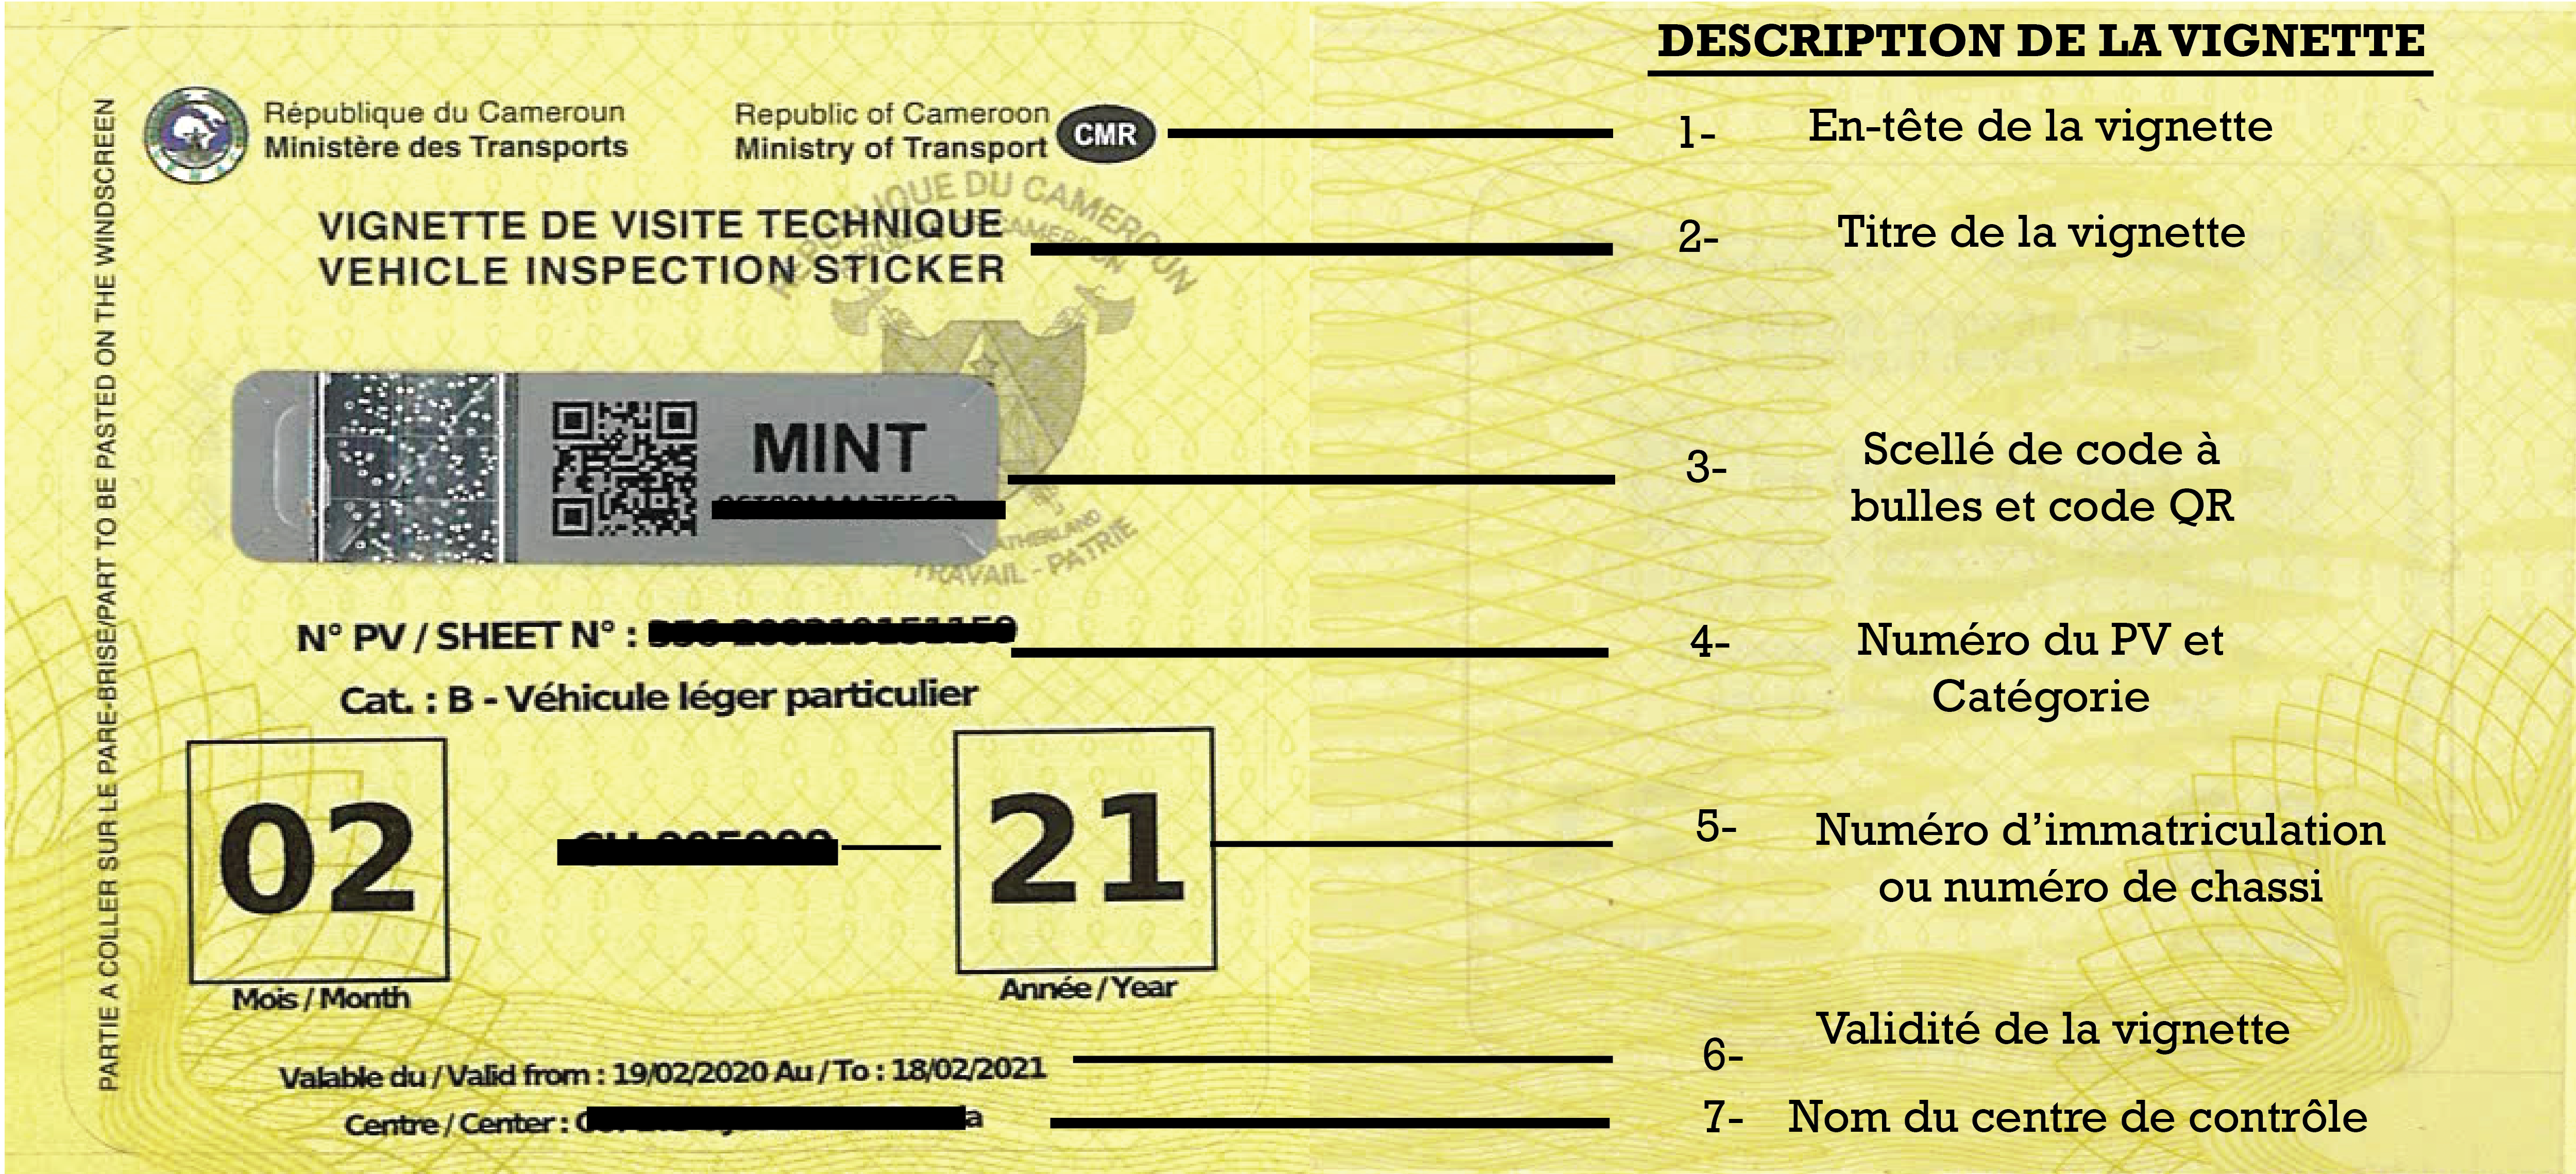 DESCRIPTION DE LA VIGNETTE
PARTIE A COLLER SUR LE PARE-BRISE/PART TO BE PASTED ON THE WINDSCREEN
République du Cameroun
Ministère des Transports
Republic of Cameroon
Ministry of Transport
CMR
1- En-tête de la vignette
VIGNETTE DE VISITE TECHNIQUE
VEHICLE INSPECTION STICKER
2- Titre de la vignette
REPUBLIQUE DU CAMEROUN
MINT
3- Scellé de code à
bulles et code QR
TRAVAIL - PATRIE
N° PV / SHEET N° :
4- Numéro du PV et
Catégorie
Cat. : B - Véhicule léger particulier
02
21
5- Numéro d'immatriculation
ou numéro de chassi
Mois / Month
Année / Year
Valable du / Valid from : 19/02/2020 Au / To : 18/02/2021
6- Validité de la vignette
Centre / Center :
7- Nom du centre de contrôle